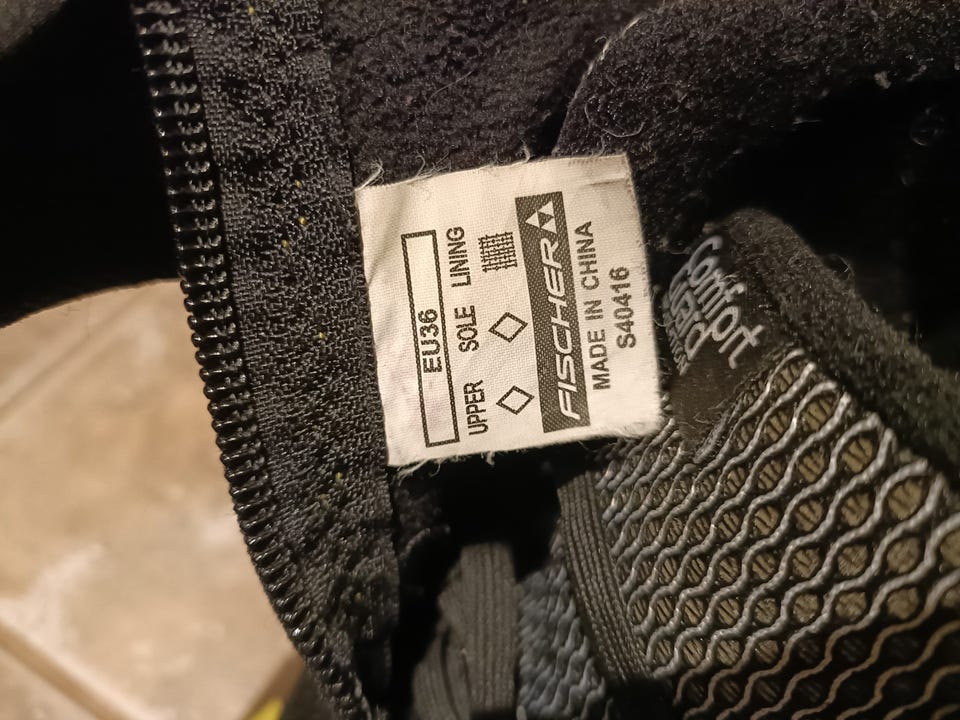 EU36
UPPER SOLE LINING
FISCHER
MADE IN CHINA
S40416
comfort